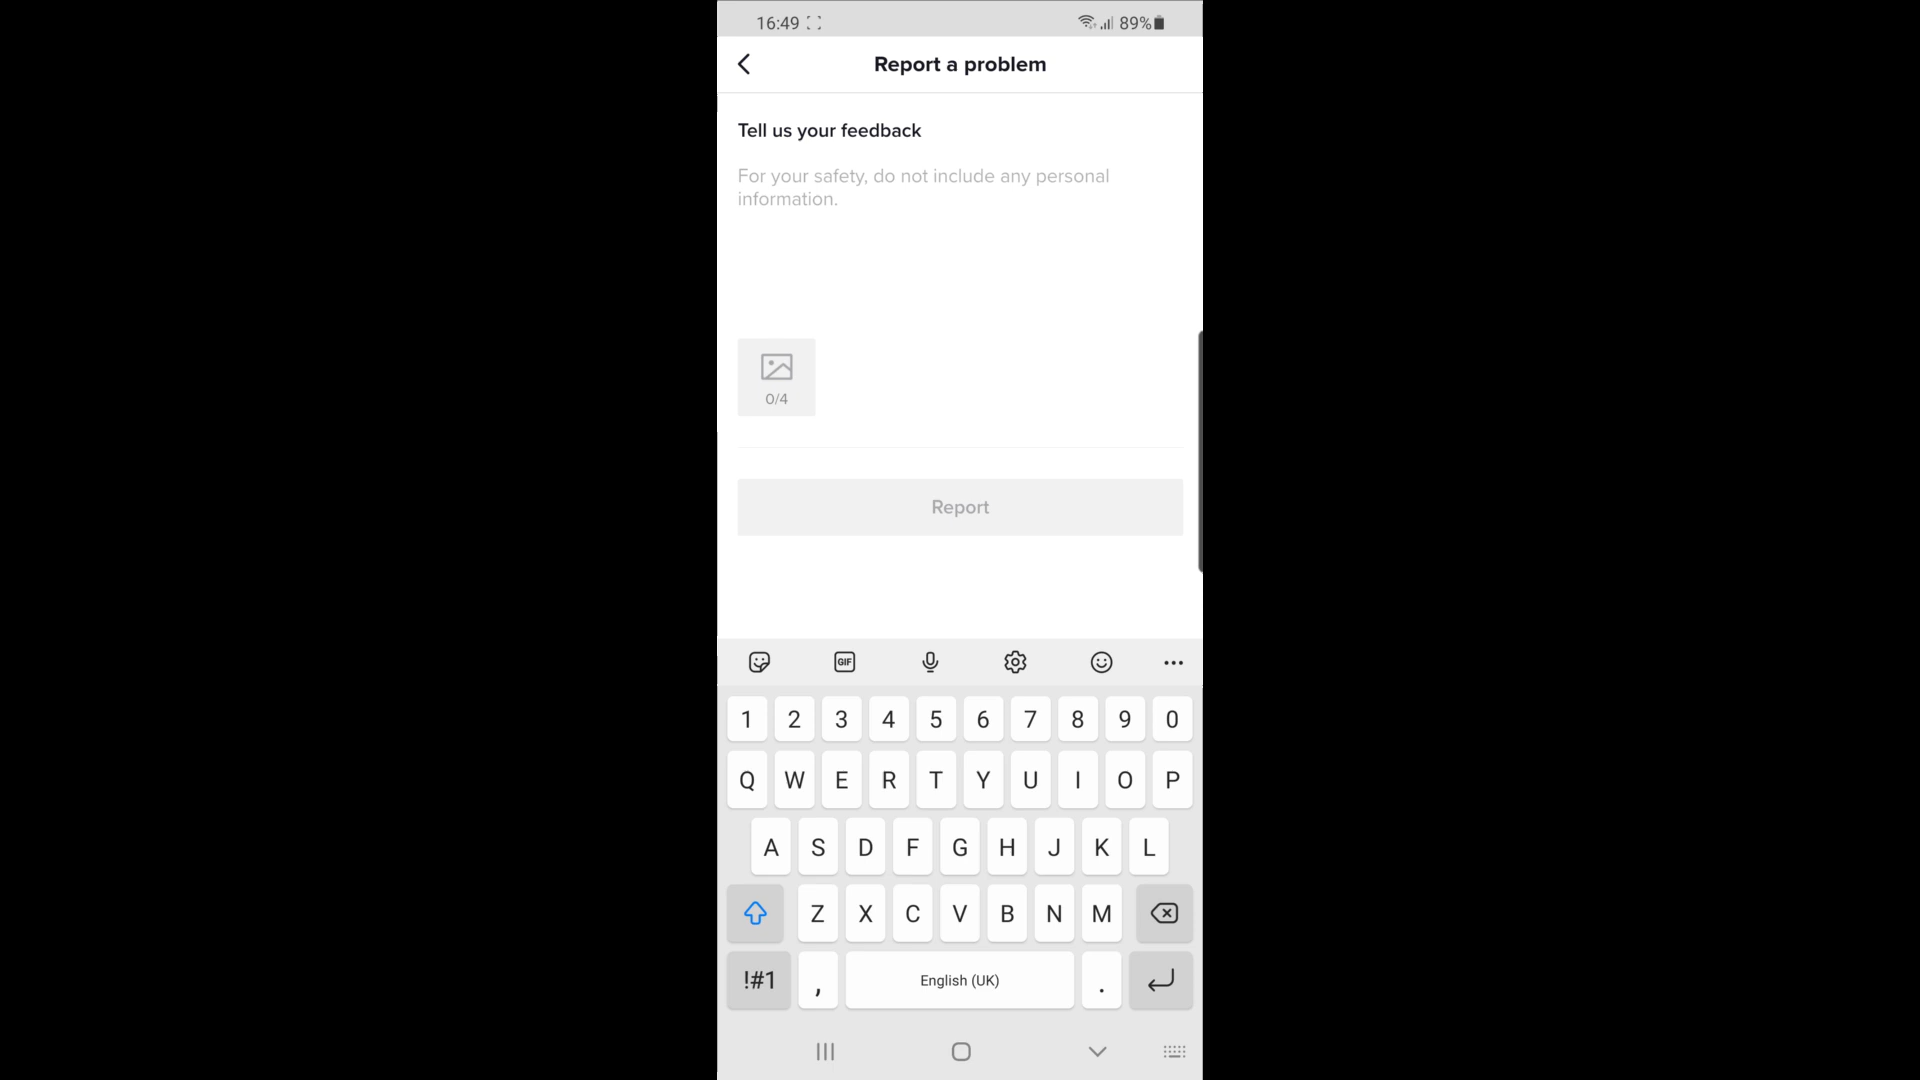 16:49 89%
Report a problem
Tell us your feedback
For your safety, do not include any personal
information.
0/4
Report
GIF
1 2 3 4 5 6 7 8 9 0
Q W E R T Y U I O P
A S D F G H J K L
Z X C V B N M
!#1 , English (UK) .